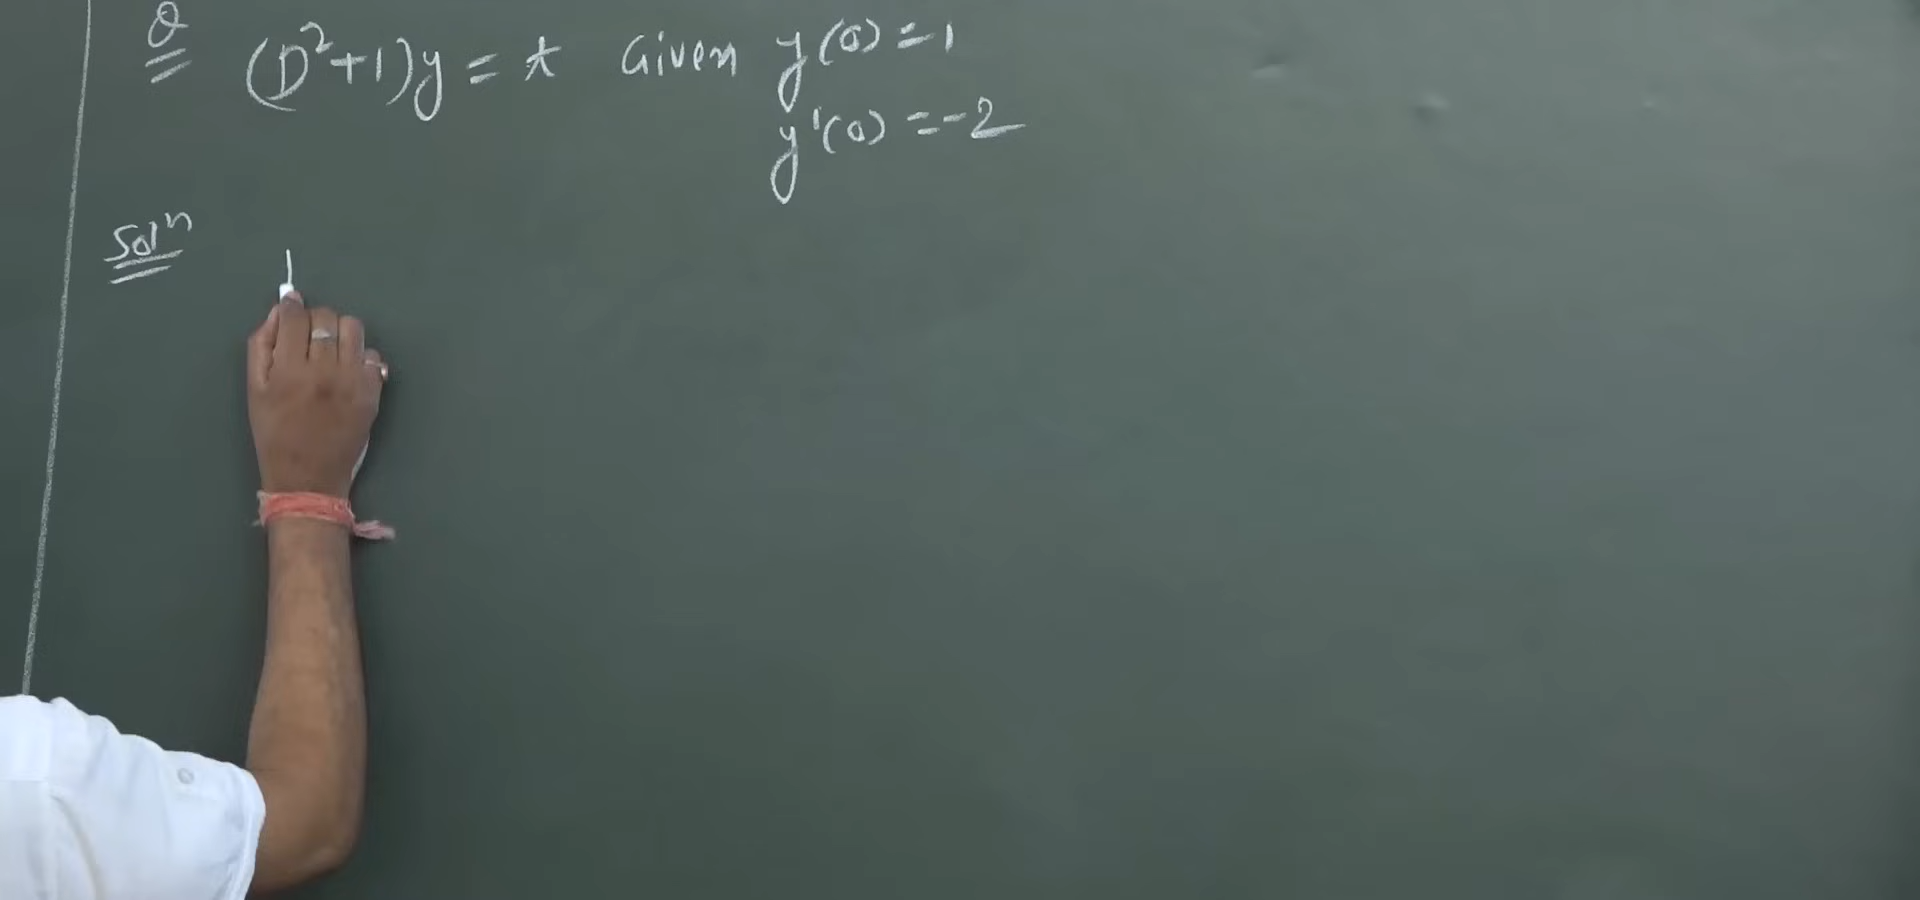 Q (D²+1)y = t Given y(0)=1
y'(0) =-2
Solⁿ